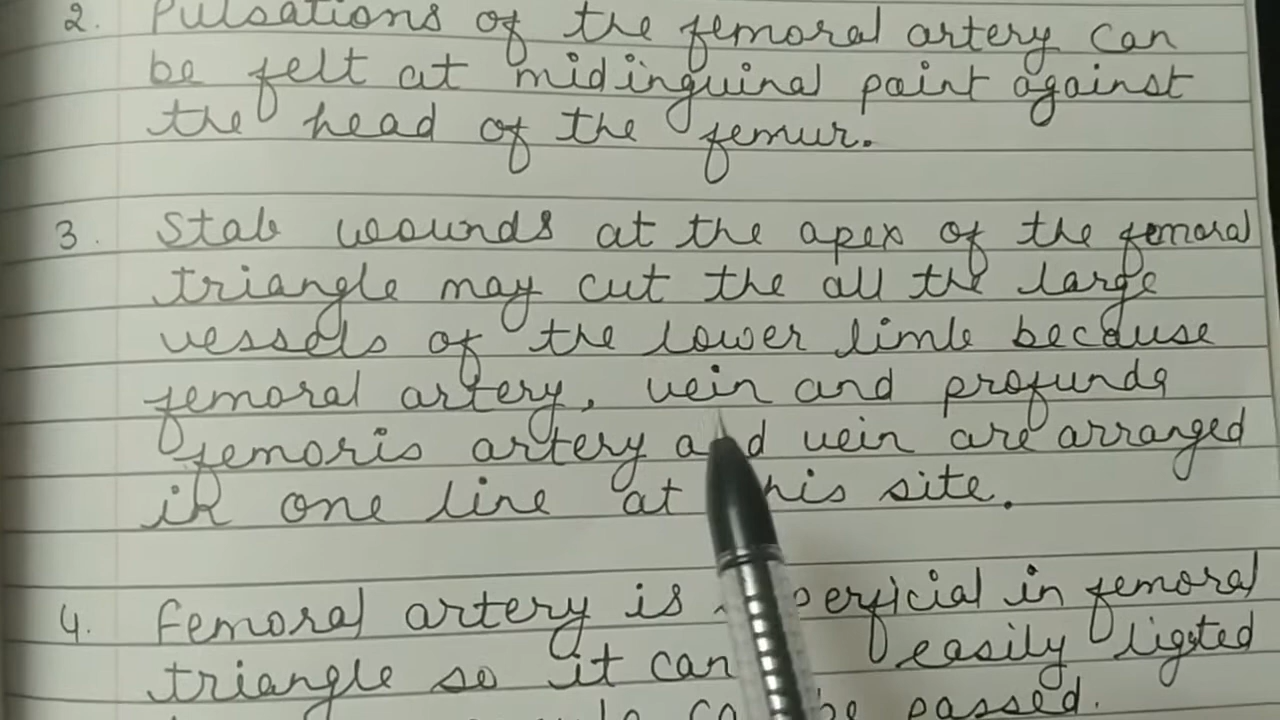 2. Pulsations of the femoral artery can
be felt at midinguinal point against
the head of the femur.
3. Stab wounds at the apex of the femoral
triangle may cut the all the large
vessels of the lower limb because
femoral artery, vein and profunda
femoris artery and vein are arranged
in one line at this site.
4. Femoral artery is superficial in femoral
triangle so it can easily ligated
be passed.